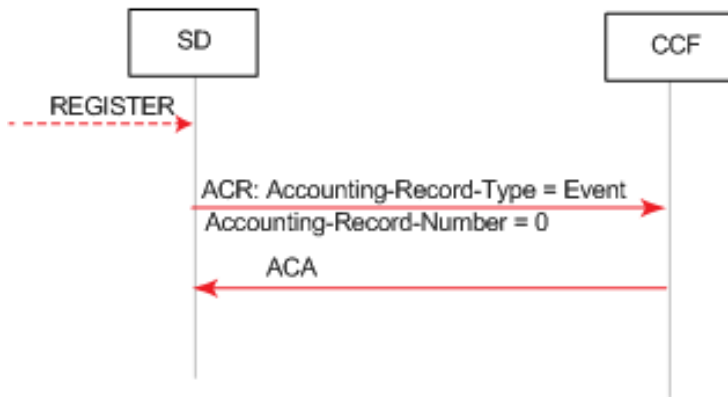 SD
CCF
REGISTER
ACR: Accounting-Record-Type = Event
Accounting-Record-Number = 0
ACA